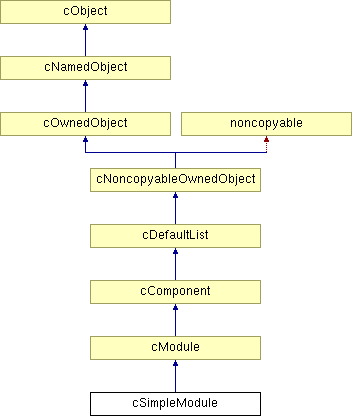 cObject
cNamedObject
cOwnedObject
noncopyable
cNoncopyableOwnedObject
cDefaultList
cComponent
cModule
cSimpleModule